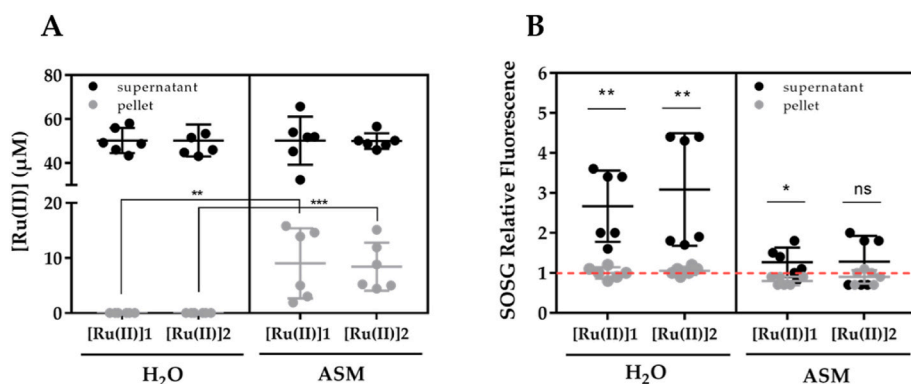 A
[Ru(II)] (µM)
80
60
40
20
10
0
supernatant
pellet
**
***
[Ru(II)]1 [Ru(II)]2 [Ru(II)]1 [Ru(II)]2
H₂O ASM
B
SOSG Relative Fluorescence
6
5
4
3
2
1
0
supernatant
pellet
** ** * ns
[Ru(II)]1 [Ru(II)]2 [Ru(II)]1 [Ru(II)]2
H₂O ASM